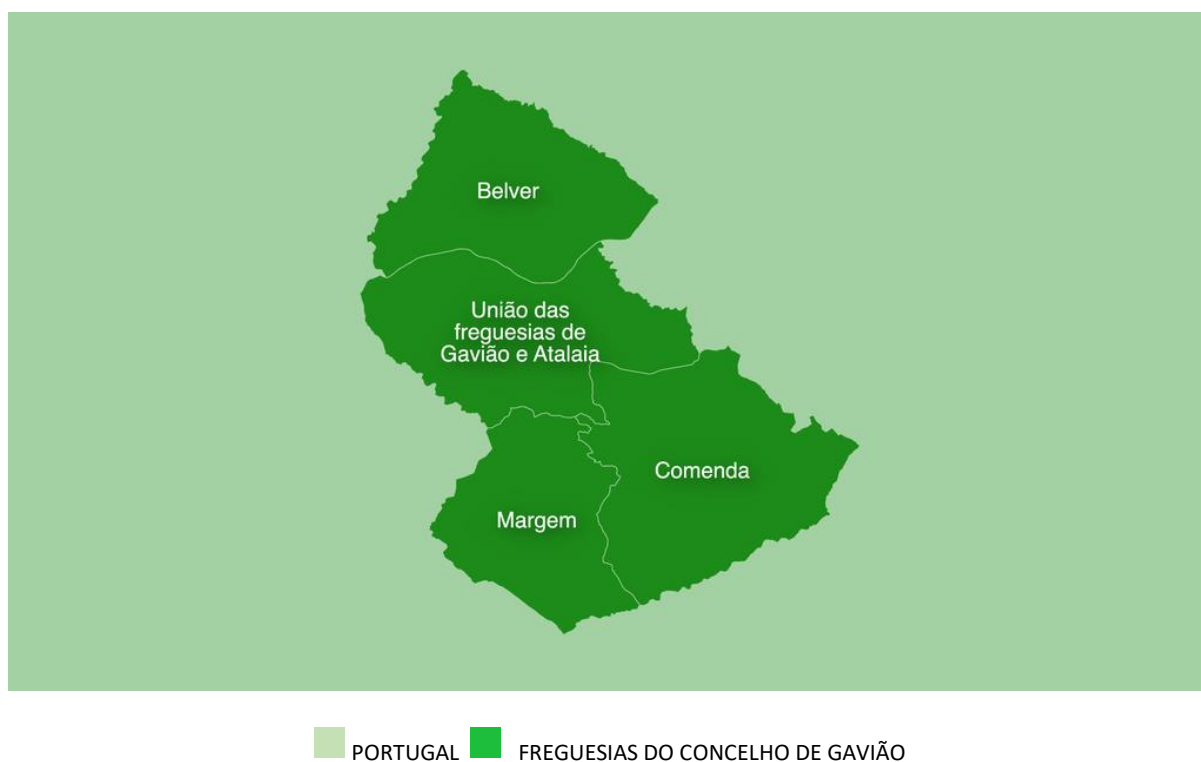 Belver
União das
freguesias de
Gavião e Atalaia
Comenda
Margem
PORTUGAL FREGUESIAS DO CONCELHO DE GAVIÃO